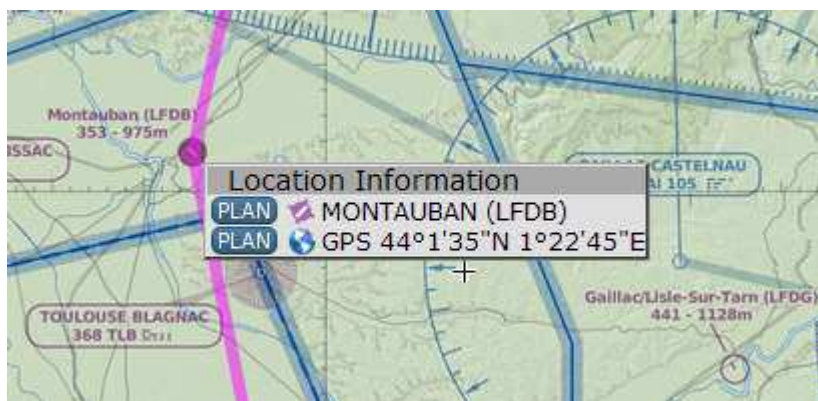 Montauban (LFDB)
353 - 975m
ISSAC
Location Information
PLAN MONTAUBAN (LFDB)
PLAN GPS 44°1'35"N 1°22'45"E
CASTELNAU
AI 105
TOULOUSE BLAGNAC
368 TLB
Gaillac/Lisle-Sur-Tarn (LFDG)
441 - 1128m